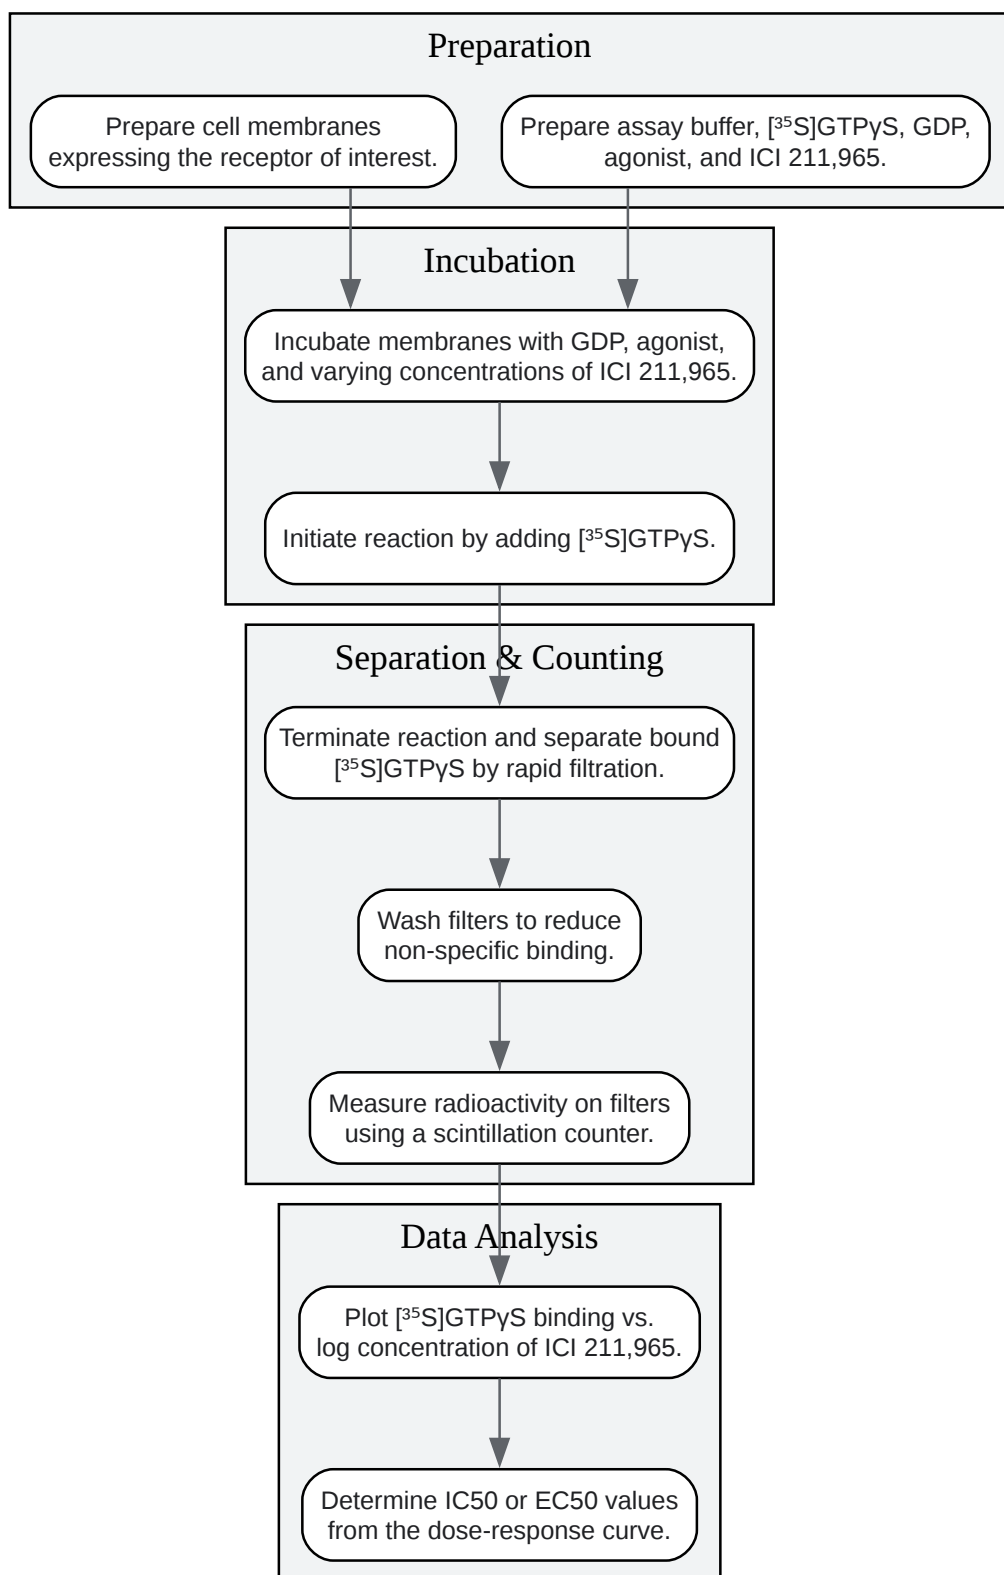 Preparation
Prepare cell membranes
expressing the receptor of interest.
Prepare assay buffer, [³⁵S]GTPγS, GDP,
agonist, and ICI 211,965.
Incubation
Incubate membranes with GDP, agonist,
and varying concentrations of ICI 211,965.
Initiate reaction by adding [³⁵S]GTPγS.
Separation & Counting
Terminate reaction and separate bound
[³⁵S]GTPγS by rapid filtration.
Wash filters to reduce
non-specific binding.
Measure radioactivity on filters
using a scintillation counter.
Data Analysis
Plot [³⁵S]GTPγS binding vs.
log concentration of ICI 211,965.
Determine IC50 or EC50 values
from the dose-response curve.